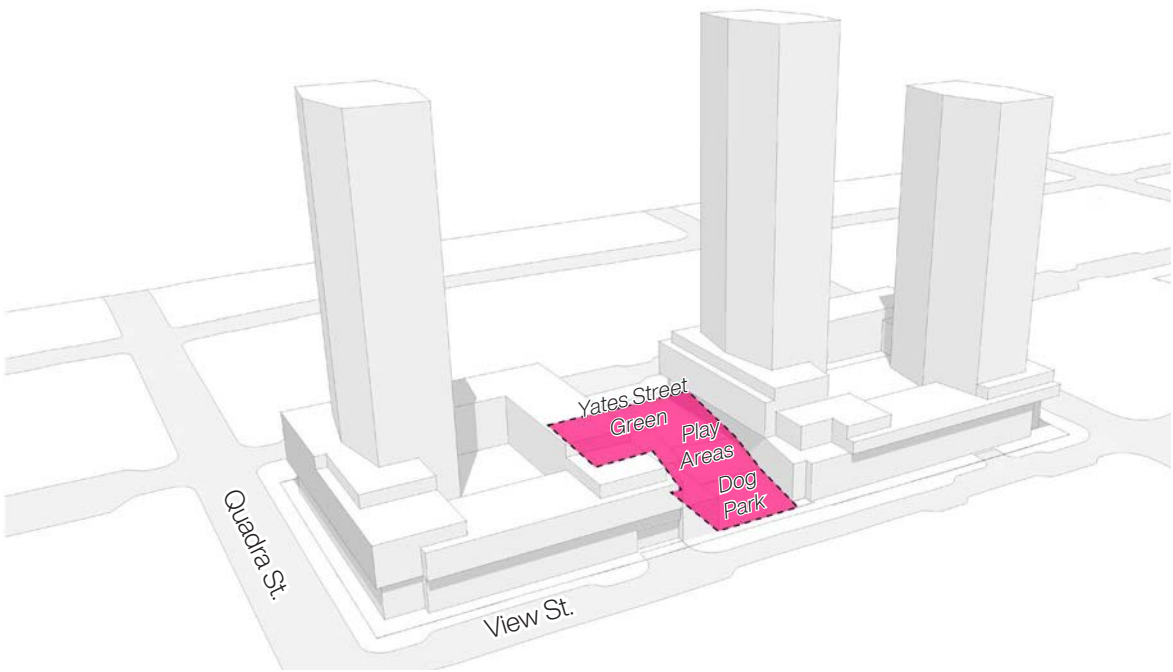 Yates Street
Green
Play
Areas
Dog
Park
Quadra St.
View St.